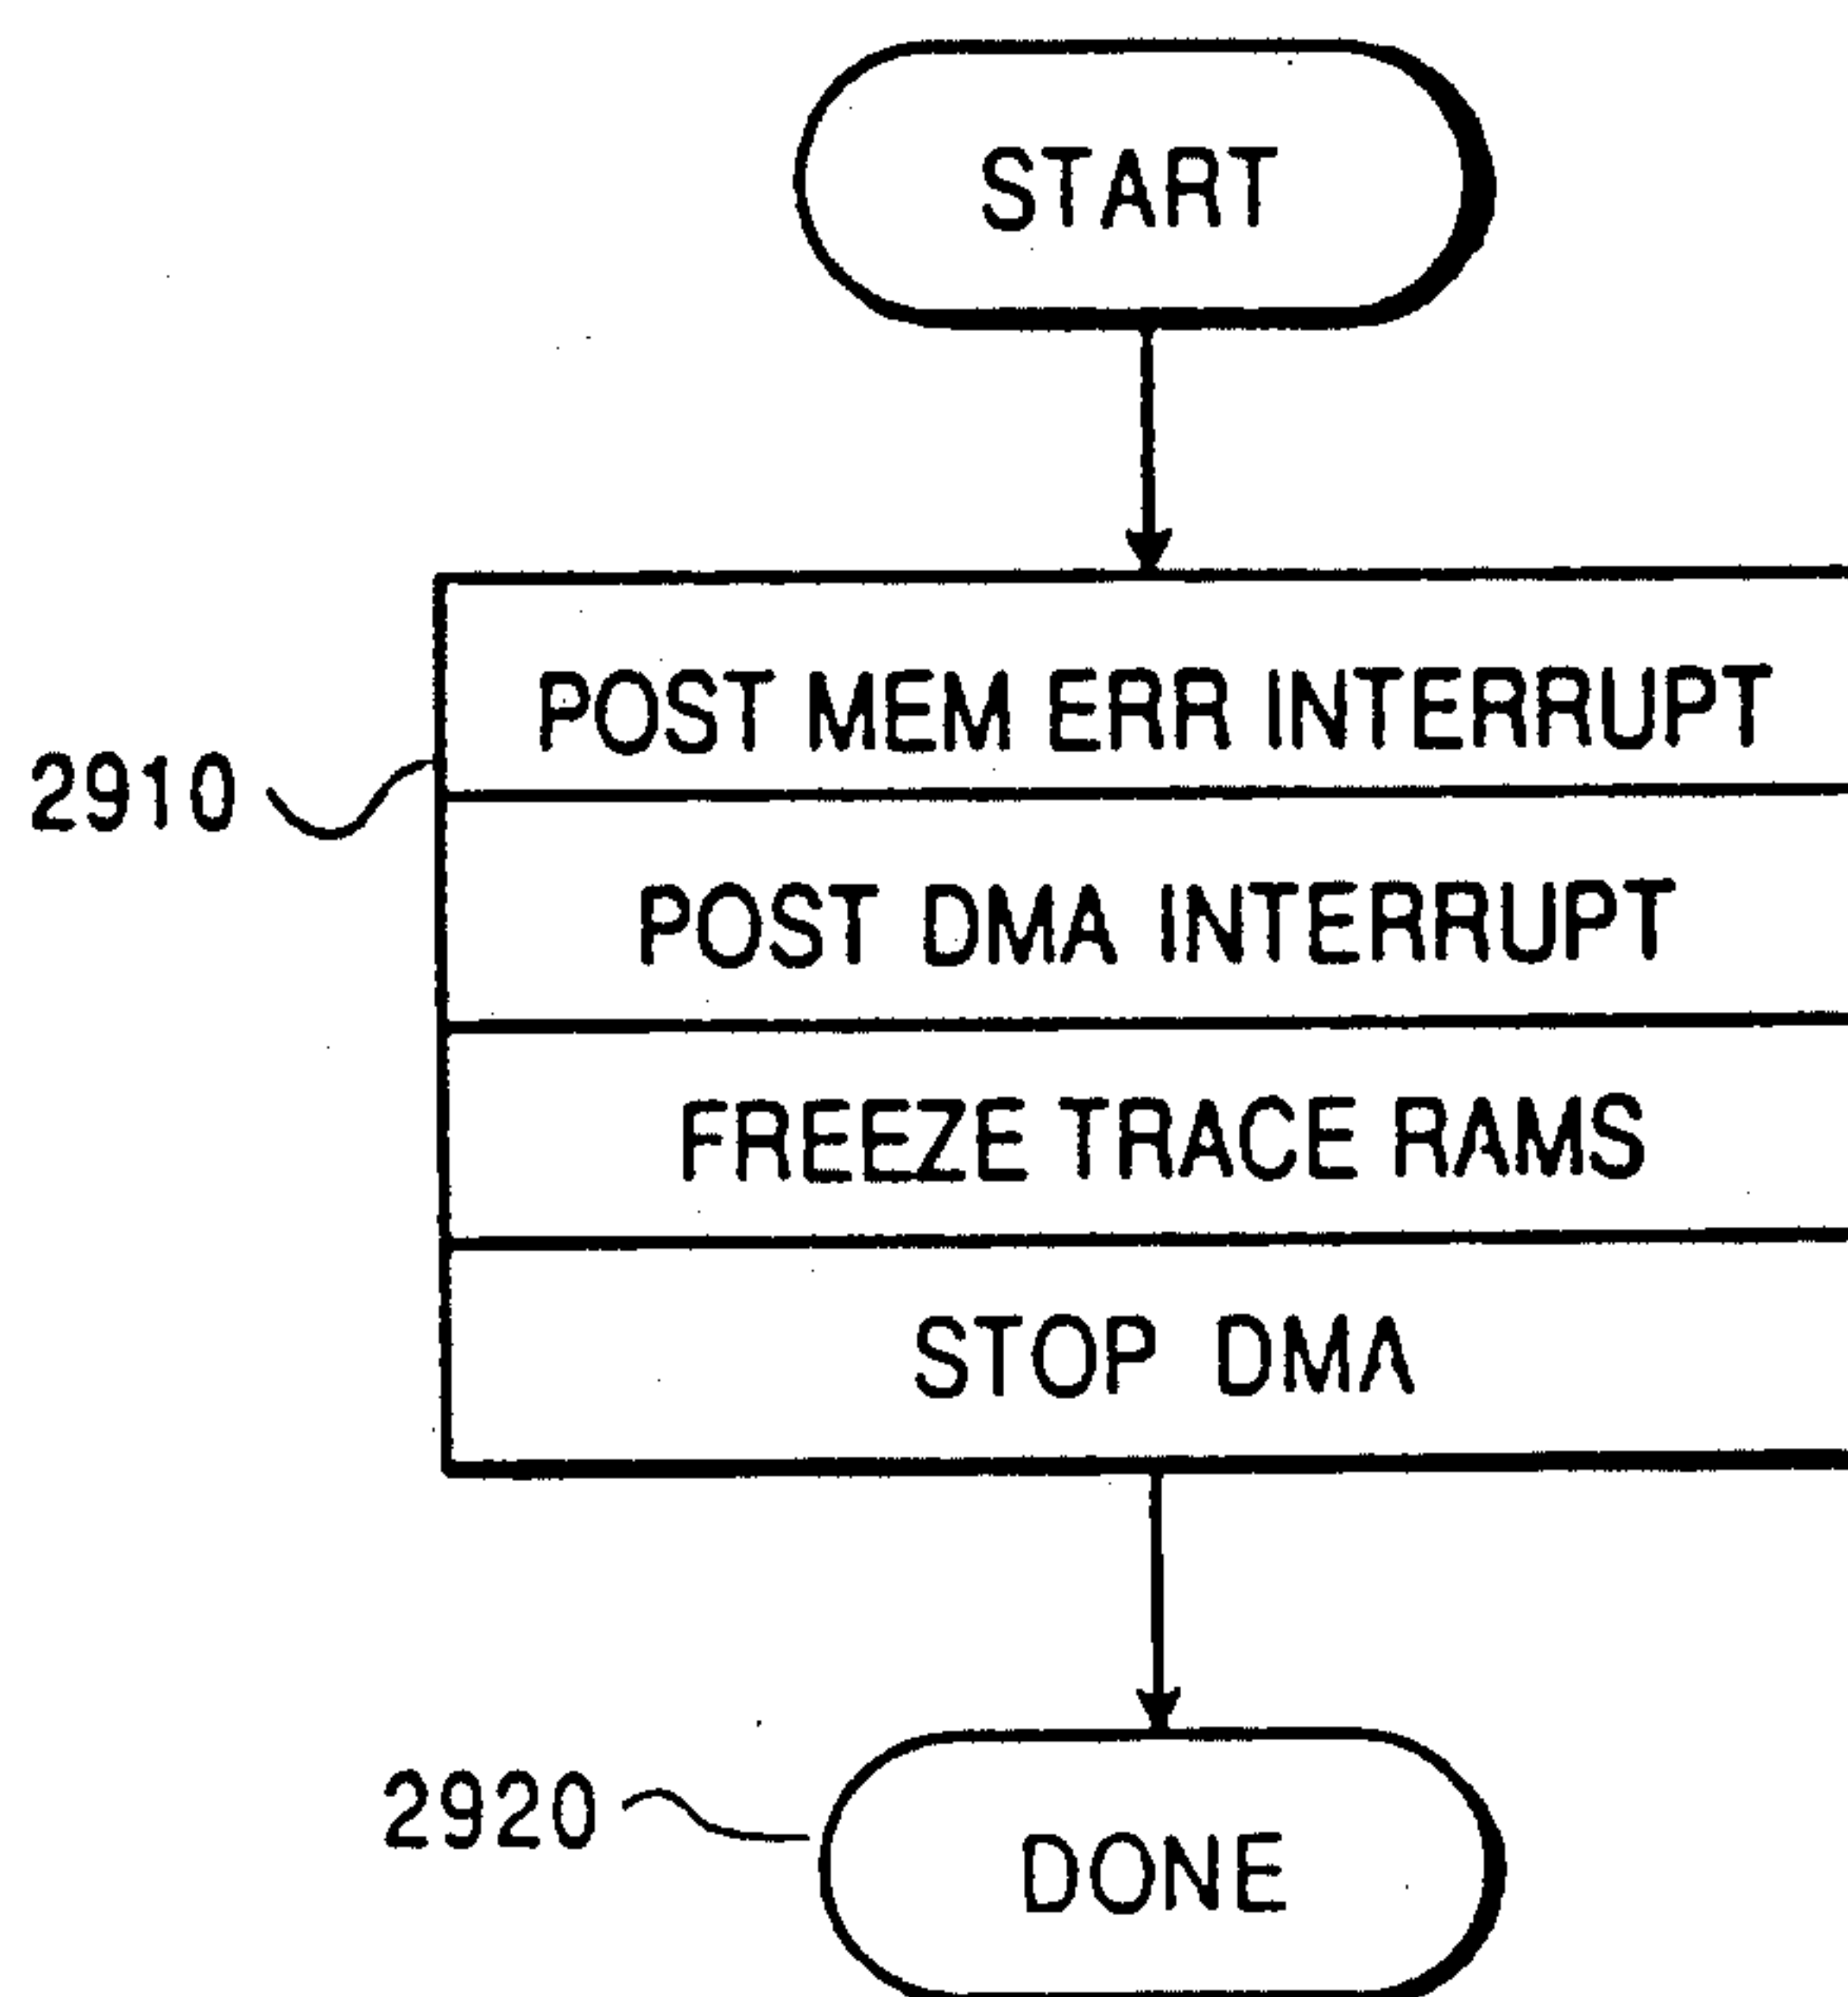 START
POST MEM ERR INTERRUPT
2910
POST DMA INTERRUPT
FREEZE TRACE RAMS
STOP DMA
2920
DONE